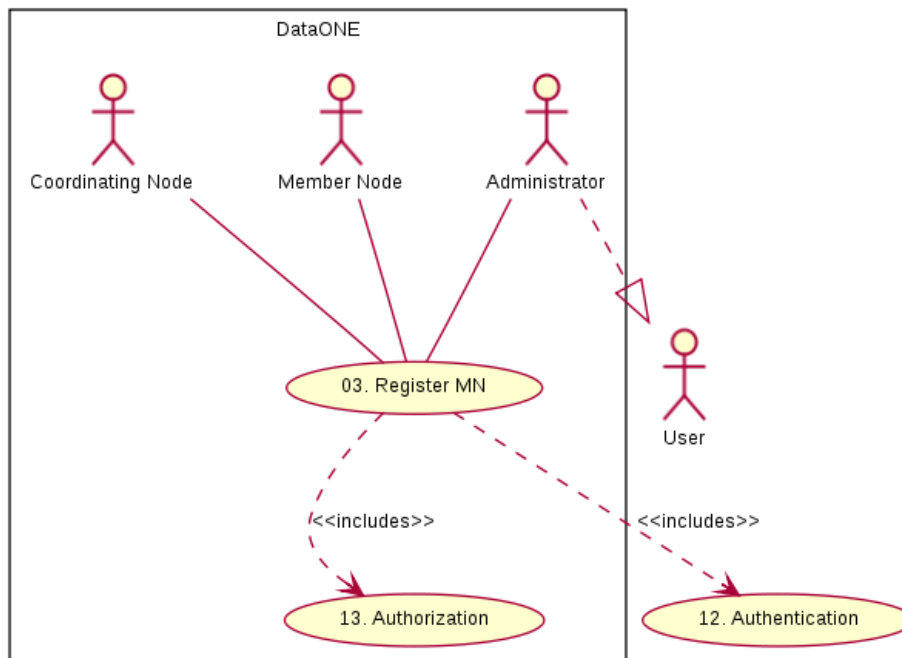 DataONE
Coordinating Node
Member Node
Administrator
03. Register MN
User
<<includes>>
<<includes>>
13. Authorization
12. Authentication